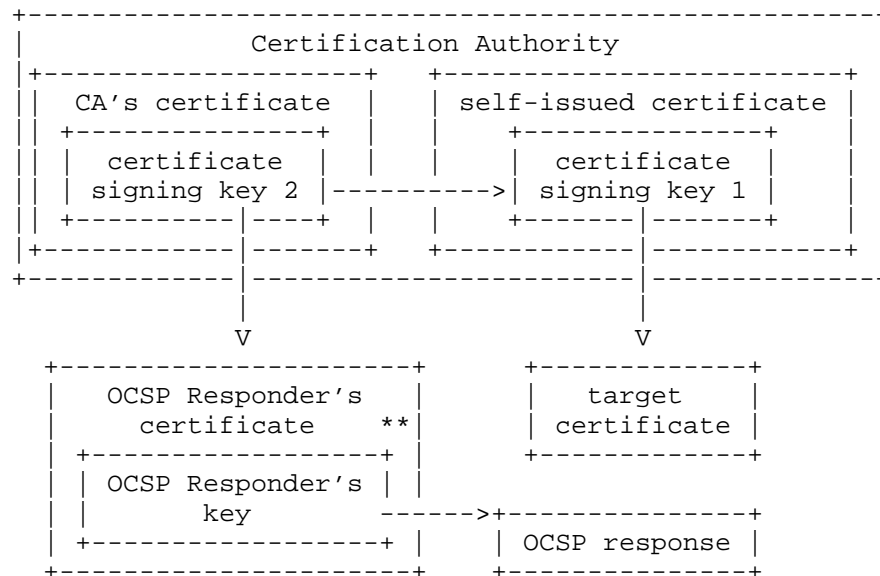 Certification Authority
CA's certificate    self-issued certificate
certificate    certificate
signing key 2    signing key 1
V    V
OCSP Responder's    target
certificate    **    certificate
OCSP Responder's
key
OCSP response